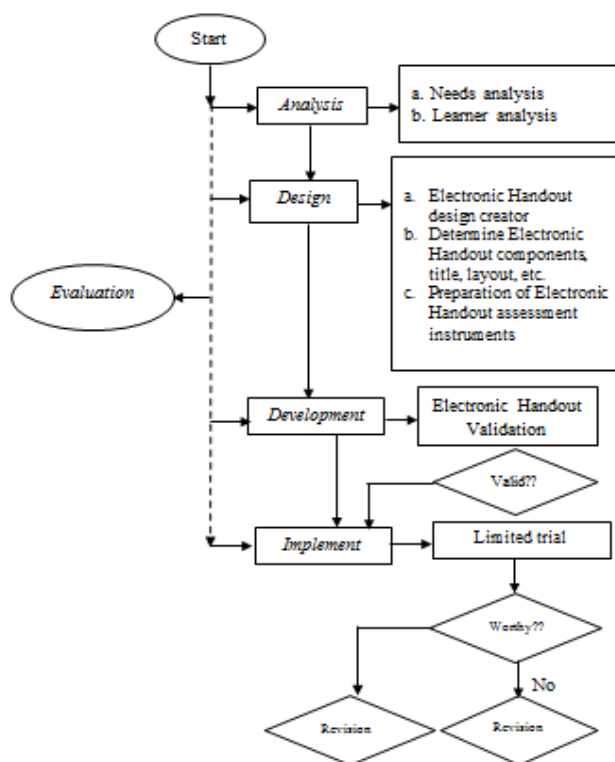 Start
Analysis
a. Needs analysis
b. Learner analysis
Design
a. Electronic Handout
design creator
b. Determine Electronic
Handout components,
title, layout, etc.
c. Preparation of Electronic
Handout assessment
instruments
Evaluation
Development
Electronic Handout
Validation
Valid??
Implement
Limited trial
Worthy??
No
Revision
Revision